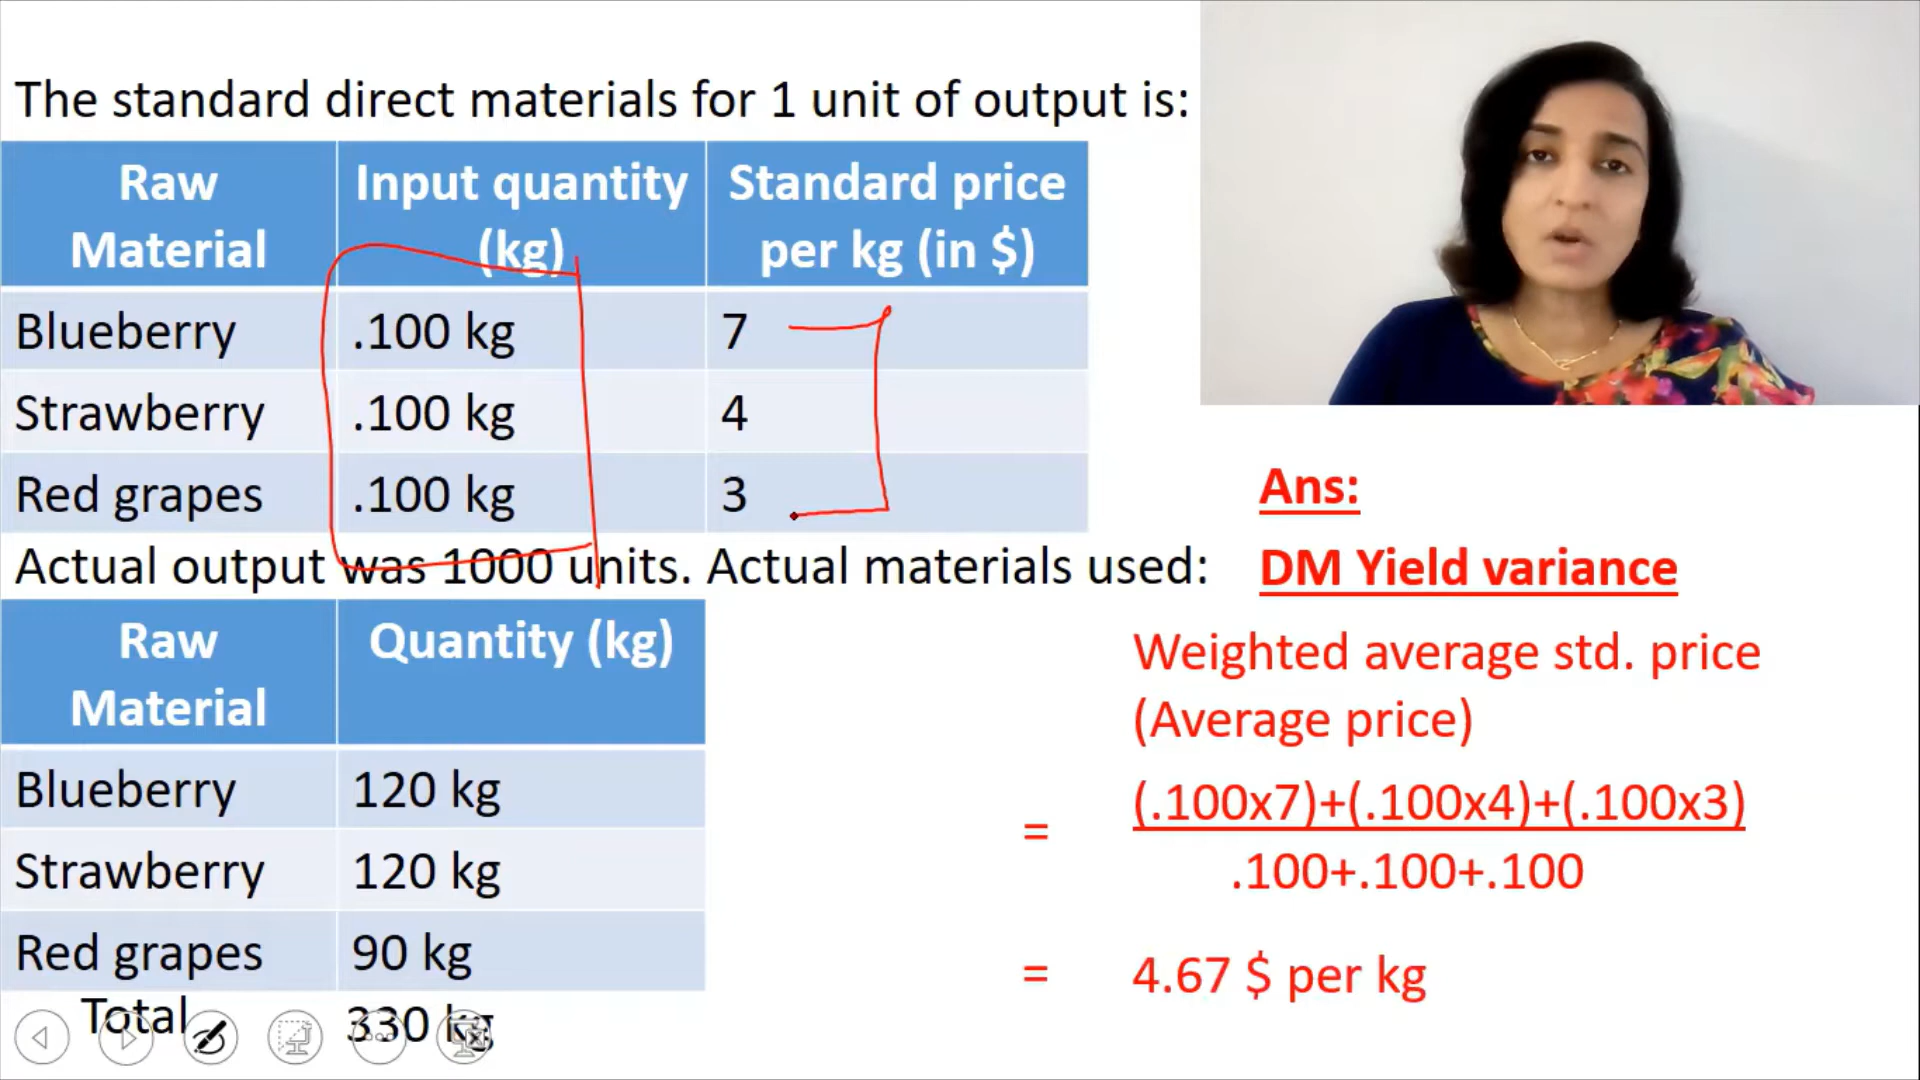 The standard direct materials for 1 unit of output is:
Raw Material Input quantity (kg) Standard price per kg (in $)
Blueberry .100 kg 7
Strawberry .100 kg 4
Red grapes .100 kg 3
Actual output was 1000 units. Actual materials used:
Raw Material Quantity (kg)
Blueberry 120 kg
Strawberry 120 kg
Red grapes 90 kg
Total 330 kg
Ans:
DM Yield variance
Weighted average std. price
(Average price)
= (.100x7)+(.100x4)+(.100x3)
.100+.100+.100
= 4.67 $ per kg